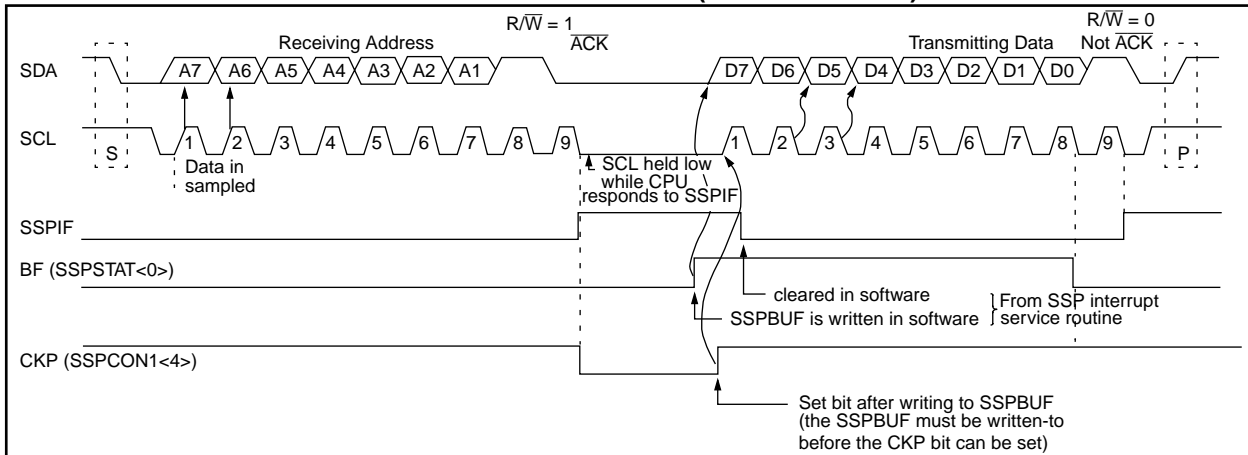 R/W = 1
ACK
Receiving Address
Transmitting Data
R/W = 0
Not ACK
SDA
A7 A6 A5 A4 A3 A2 A1
D7 D6 D5 D4 D3 D2 D1 D0
SCL
S
1 2 3 4 5 6 7 8 9
1 2 3 4 5 6 7 8 9
P
Data in
sampled
SCL held low
while CPU
responds to SSPIF
SSPIF
BF (SSPSTAT<0>)
cleared in software
SSPBUF is written in software
From SSP interrupt
service routine
CKP (SSPCON1<4>)
Set bit after writing to SSPBUF
(the SSPBUF must be written-to
before the CKP bit can be set)